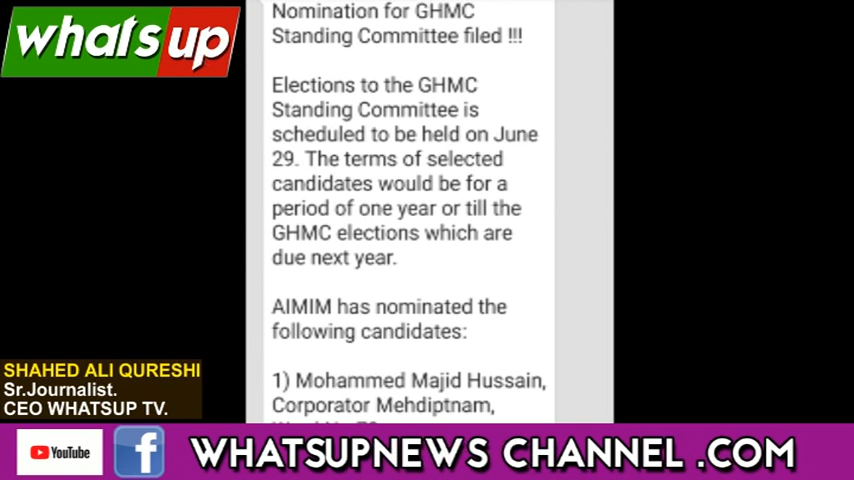 whatsup
Nomination for GHMC
Standing Committee filed !!!
Elections to the GHMC
Standing Committee is
scheduled to be held on June
29. The terms of selected
candidates would be for a
period of one year or till the
GHMC elections which are
due next year.
AIMIM has nominated the
following candidates:
1) Mohammed Majid Hussain,
Corporator Mehdiptnam,
SHAHED ALI QURESHI
Sr.Journalist.
CEO WHATSUP TV.
YouTube
f
WHATSUPNEWS CHANNEL .COM